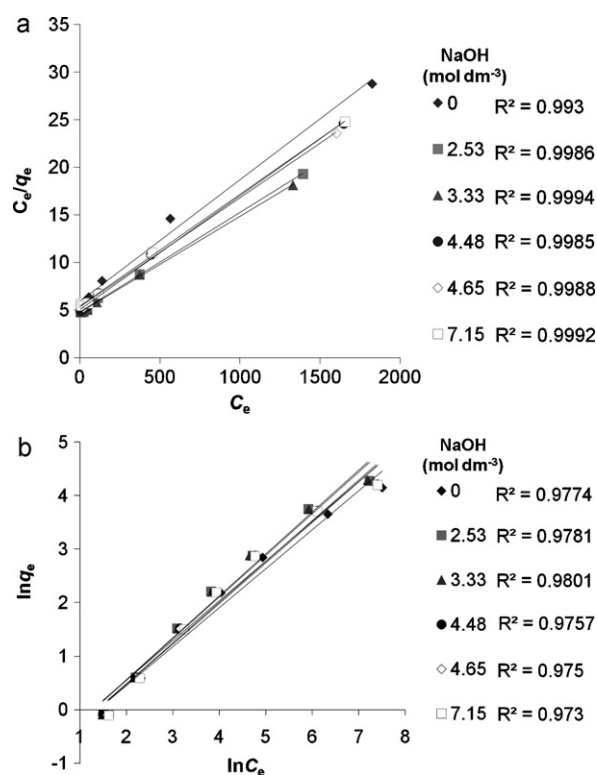 a
35
30
25
20
15
10
5
0
0 500 1000 1500 2000
Ce/qe
Ce
NaOH
(mol dm-3)
0 R² = 0.993
2.53 R² = 0.9986
3.33 R² = 0.9994
4.48 R² = 0.9985
4.65 R² = 0.9988
7.15 R² = 0.9992
b
5
4
3
2
1
0
-1
1 2 3 4 5 6 7 8
lnqe
lnCe
NaOH
(mol dm-3)
0 R² = 0.9774
2.53 R² = 0.9781
3.33 R² = 0.9801
4.48 R² = 0.9757
4.65 R² = 0.975
7.15 R² = 0.973